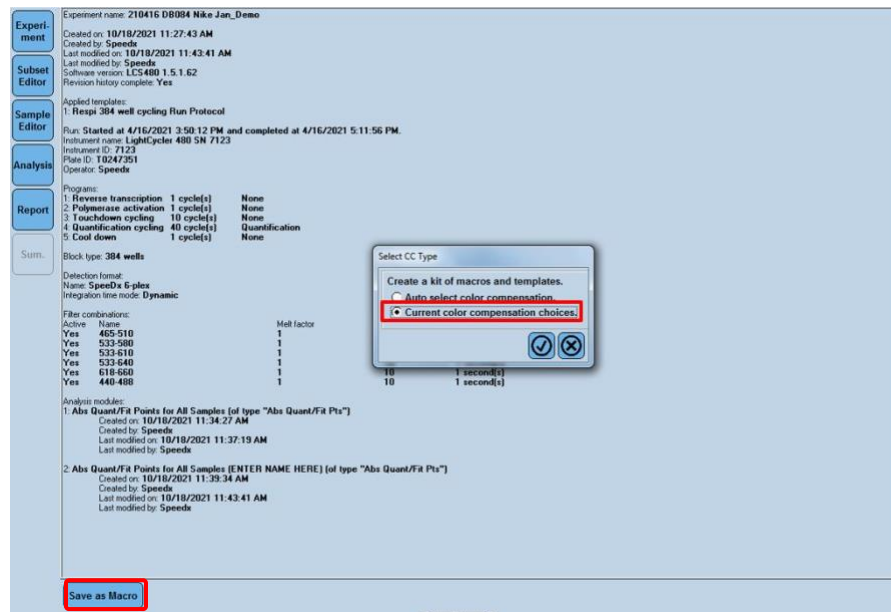 Experi-
ment
Subset
Editor
Sample
Editor
Analysis
Report
Sum.
Experiment name: 210416 DB084 Nike Jan_Demo
Created on: 10/18/2021 11:27:43 AM
Created by: Speedx
Last modified on: 10/18/2021 11:43:41 AM
Last modified by: Speedx
Software version: LCS480 1.5.1.62
Revision history complete: Yes
Applied templates:
1: Respi 384 well cycling Run Protocol
Run: Started at 4/16/2021 3:50:12 PM and completed at 4/16/2021 5:11:56 PM.
Instrument name: LightCycler 480 SN 7123
Instrument ID: 7123
Plate ID: T0247351
Operator: Speedx
Programs:
1: Reverse transcription 1 cycle(s) None
2: Polymerase activation 1 cycle(s) None
3: Touchdown cycling 10 cycle(s) None
4: Quantification cycling 40 cycle(s) Quantification
5: Cool down 1 cycle(s) None
Block type: 384 wells
Detection format:
Name: SpeeDx 6-plex
Integration time mode: Dynamic
Filter combinations:
Active Name Melt factor
Yes 465-510 1
Yes 533-580 1
Yes 533-610 1
Yes 533-640 1
Yes 618-660 1 10 1 second(s)
Yes 440-488 1 10 1 second(s)
Analysis modules:
1: Abs Quant/Fit Points for All Samples (of type "Abs Quant/Fit Pts")
Created on: 10/18/2021 11:34:27 AM
Created by: Speedx
Last modified on: 10/18/2021 11:37:19 AM
Last modified by: Speedx
2: Abs Quant/Fit Points for All Samples (ENTER NAME HERE) (of type "Abs Quant/Fit Pts")
Created on: 10/18/2021 11:39:34 AM
Created by: Speedx
Last modified on: 10/18/2021 11:43:41 AM
Last modified by: Speedx
Select CC Type
Create a kit of macros and templates.
Auto select color compensation.
Current color compensation choices.
Save as Macro